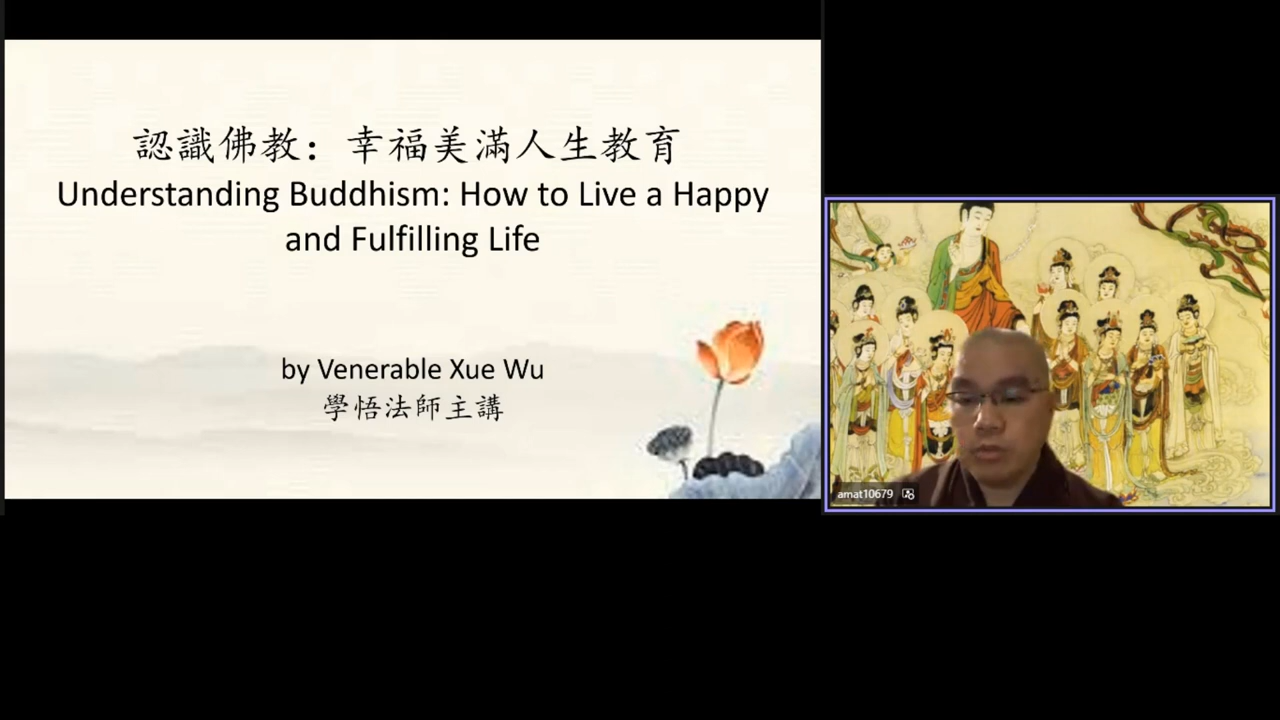 認識佛教：幸福美滿人生教育
Understanding Buddhism: How to Live a Happy
and Fulfilling Life
by Venerable Xue Wu
學悟法師主講
amat10679